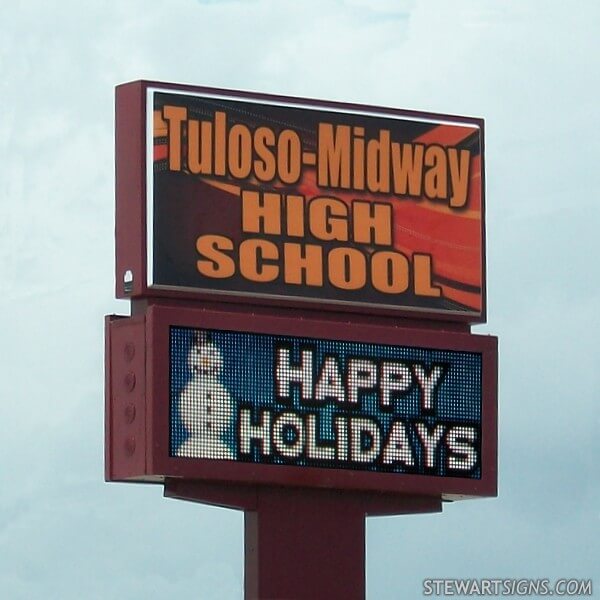 Tuloso-Midway
HIGH
SCHOOL
HAPPY
HOLIDAYS
STEWARTSIGNS.COM